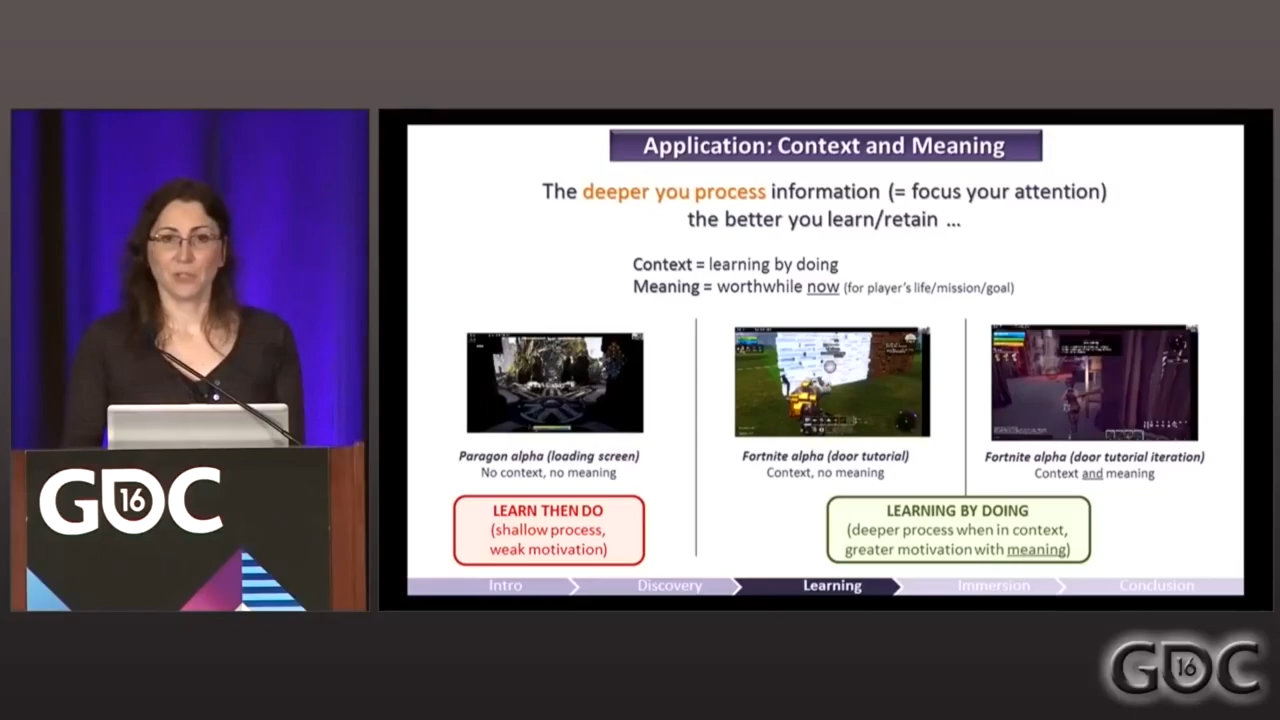 Application: Context and Meaning
The deeper you process information (= focus your attention)
the better you learn/retain ...
Context = learning by doing
Meaning = worthwhile now (for player's life/mission/goal)
Paragon alpha (loading screen)
No context, no meaning
Fortnite alpha (door tutorial)
Context, no meaning
Fortnite alpha (door tutorial iteration)
Context and meaning
LEARN THEN DO
(shallow process,
weak motivation)
LEARNING BY DOING
(deeper process when in context,
greater motivation with meaning)
Intro Discovery Learning Immersion Conclusion
GDC 16
GDC 16